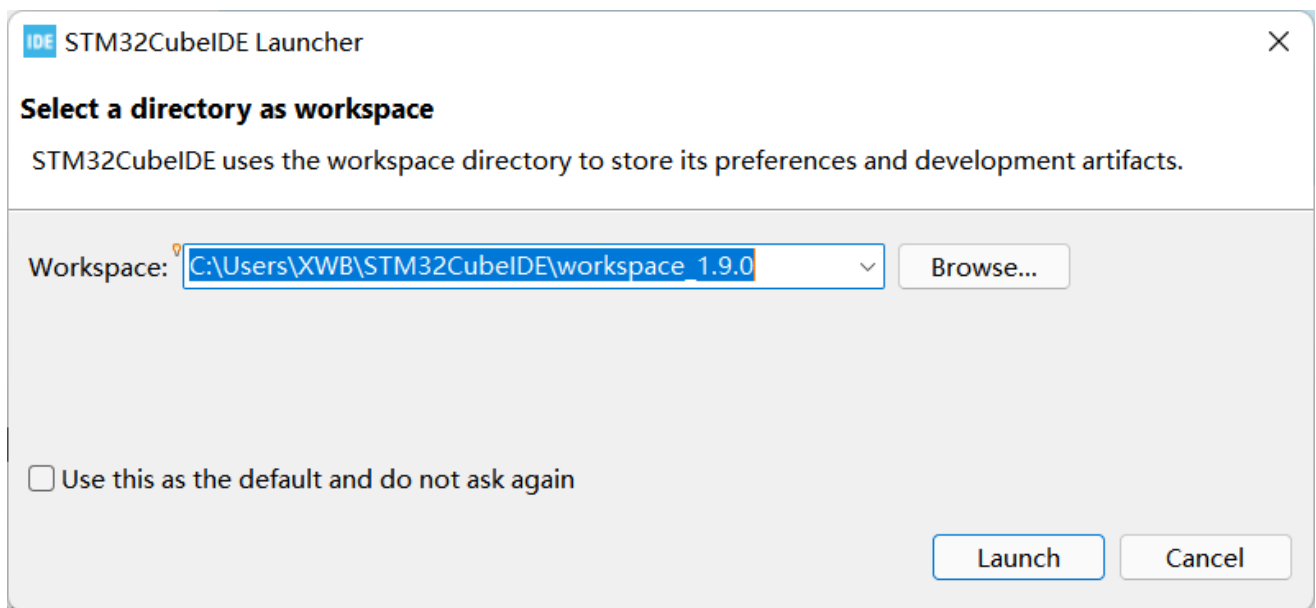 IDE STM32CubeIDE Launcher
Select a directory as workspace
STM32CubeIDE uses the workspace directory to store its preferences and development artifacts.
Workspace: C:\Users\XWB\STM32CubeIDE\workspace_1.9.0 Browse...
Use this as the default and do not ask again
Launch Cancel